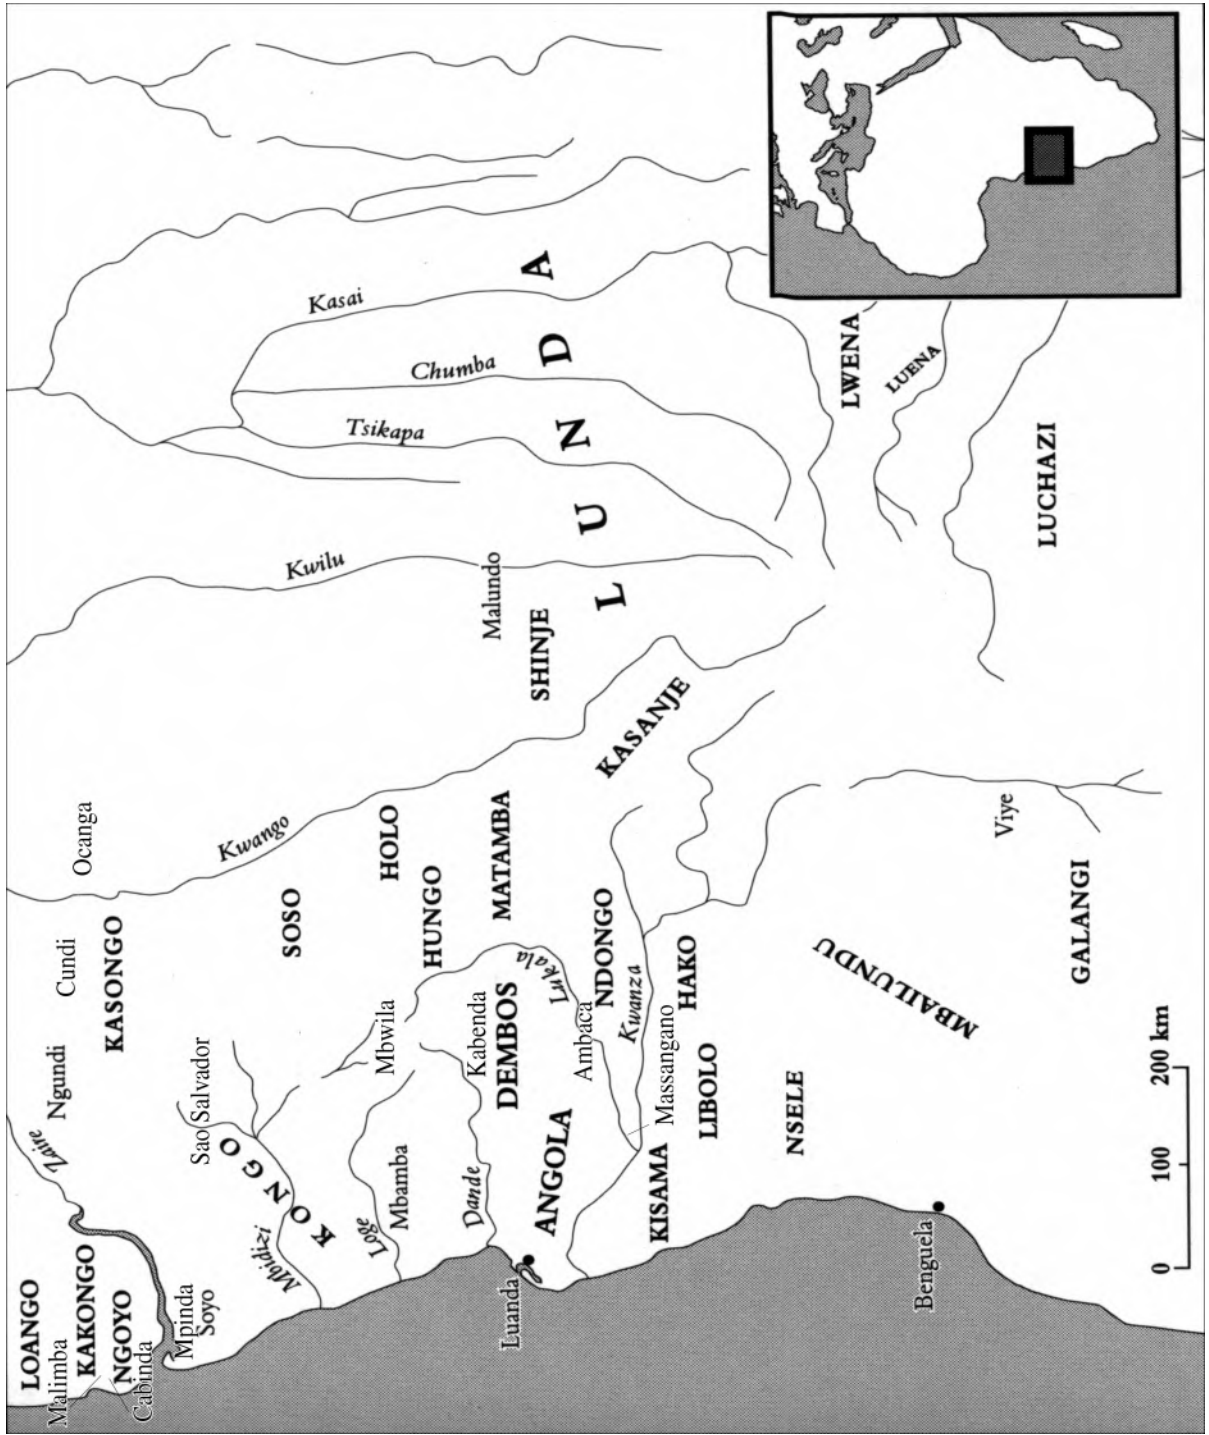 LOANGO
Malimba
KAKONGO
NGOYO
Cabinda
Mpinda
Soyo
Zaire
Ngundi
Cundi
KASONGO
Ocanga
Sao Salvador
KONGO
Mbidizi
SOSO
Kwango
Kwilu
Tsikapa
Chumba
Kasai
Loge
Mbamba
Mbwila
HUNGO
HOLO
Dande
Kabenda
DEMBOS
MATAMBA
Lukala
Malundo
SHINJE
LUNDA
Luanda
ANGOLA
Ambaca
NDONGO
KASANJE
Kwanza
Massangano
KISAMA
LIBOLO
HAKO
NSELE
MBAILUNDU
LWENA
LUENA
LUCHAZI
Benguela
Viye
GALANGI
0 100 200 km